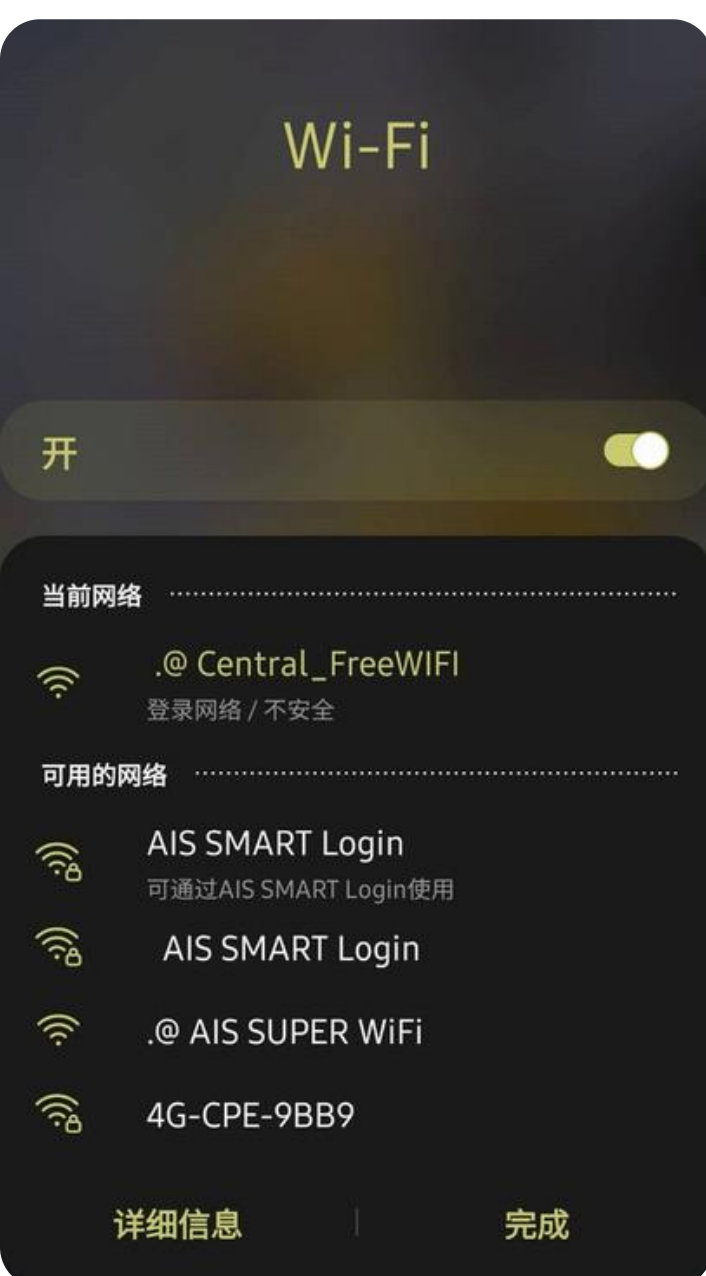 Wi-Fi
开
当前网络
.@ Central_FreeWIFI
登录网络 / 不安全
可用的网络
AIS SMART Login
可通过AIS SMART Login使用
AIS SMART Login
.@ AIS SUPER WiFi
4G-CPE-9BB9
详细信息 | 完成